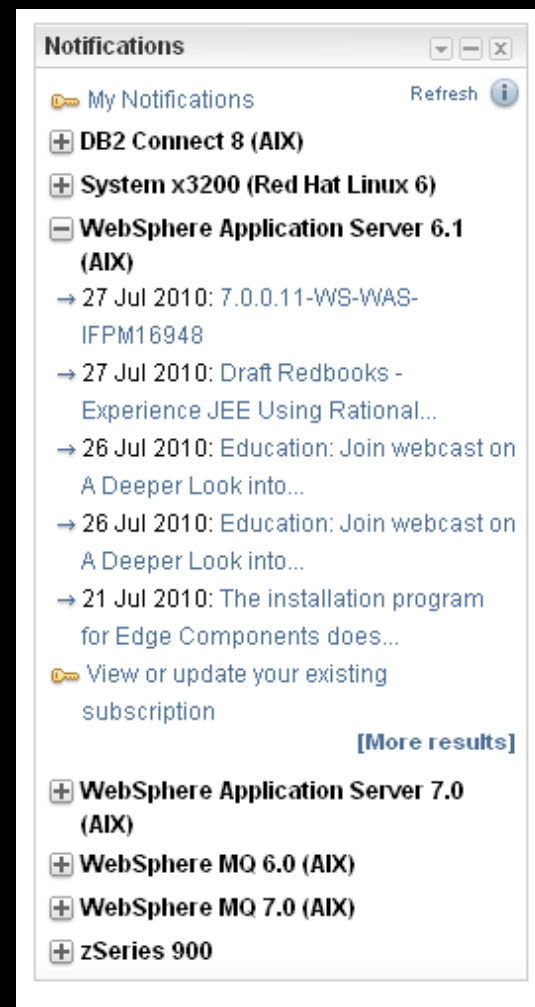 Notifications
My Notifications
Refresh
DB2 Connect 8 (AIX)
System x3200 (Red Hat Linux 6)
WebSphere Application Server 6.1
(AIX)
→ 27 Jul 2010: 7.0.0.11-WS-WAS-
IFPM16948
→ 27 Jul 2010: Draft Redbooks -
Experience JEE Using Rational...
→ 26 Jul 2010: Education: Join webcast on
A Deeper Look into...
→ 26 Jul 2010: Education: Join webcast on
A Deeper Look into...
→ 21 Jul 2010: The installation program
for Edge Components does...
View or update your existing
subscription
[More results]
WebSphere Application Server 7.0
(AIX)
WebSphere MQ 6.0 (AIX)
WebSphere MQ 7.0 (AIX)
zSeries 900